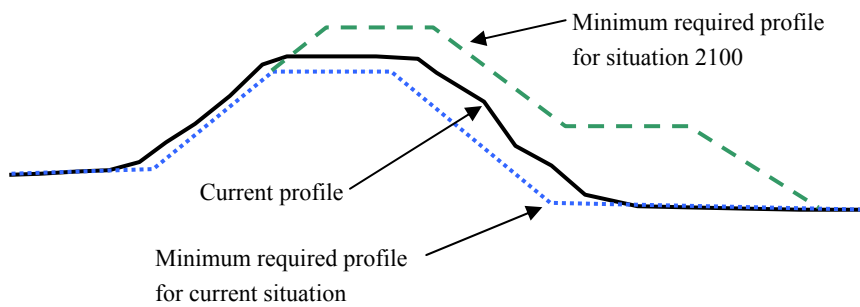 Minimum required profile
for situation 2100
Current profile
Minimum required profile
for current situation